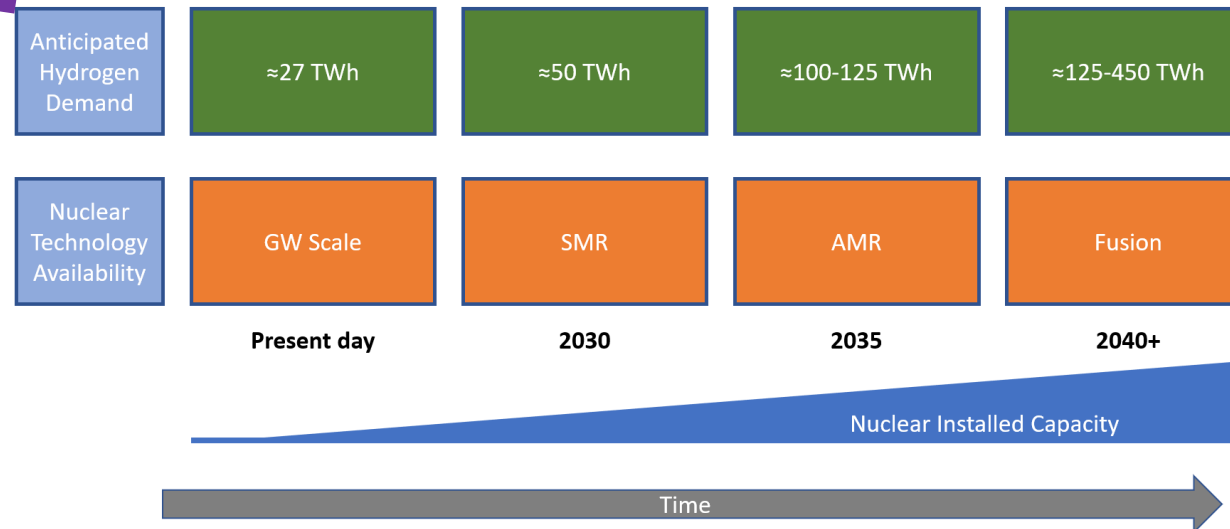 Anticipated
Hydrogen
Demand
≈27 TWh
≈50 TWh
≈100-125 TWh
≈125-450 TWh
Nuclear
Technology
Availability
GW Scale
SMR
AMR
Fusion
Present day
2030
2035
2040+
Nuclear Installed Capacity
Time